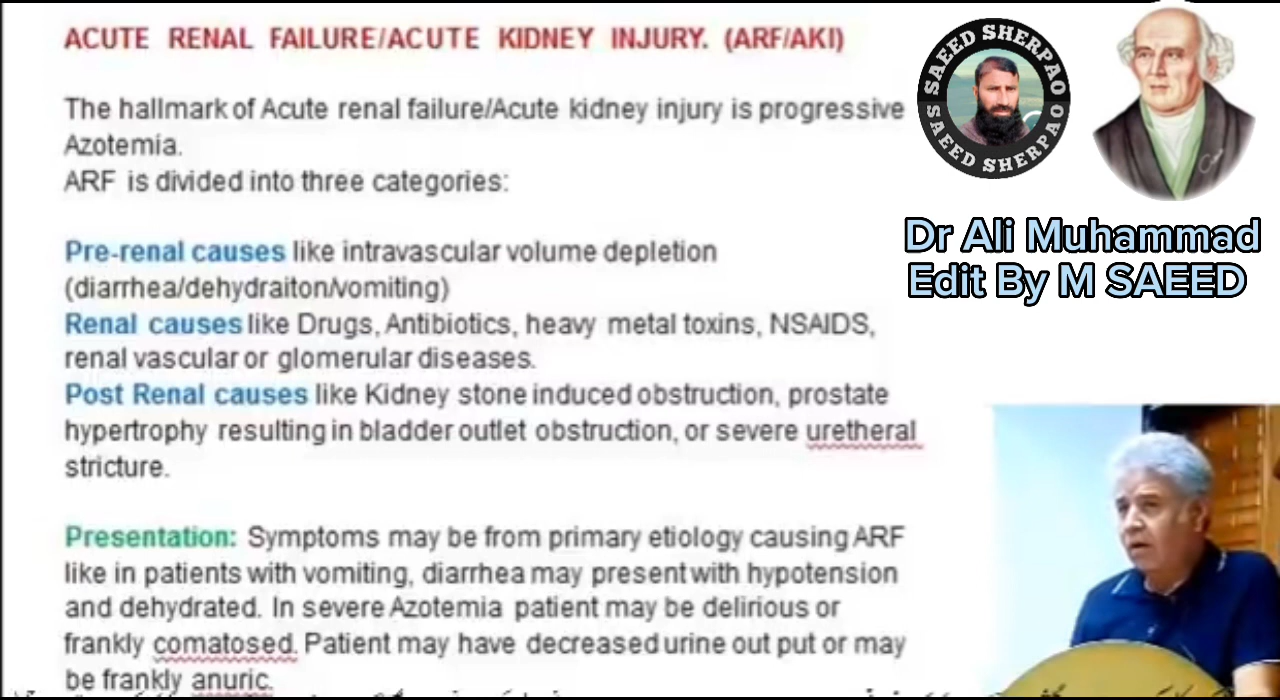 ACUTE RENAL FAILURE/ACUTE KIDNEY INJURY. (ARF/AKI)
The hallmark of Acute renal failure/Acute kidney injury is progressive
Azotemia.
ARF is divided into three categories:
Pre-renal causes like intravascular volume depletion
(diarrhea/dehydraiton/vomiting)
Renal causes like Drugs, Antibiotics, heavy metal toxins, NSAIDS,
renal vascular or glomerular diseases.
Post Renal causes like Kidney stone induced obstruction, prostate
hypertrophy resulting in bladder outlet obstruction, or severe uretheral
stricture.
Presentation: Symptoms may be from primary etiology causing ARF
like in patients with vomiting, diarrhea may present with hypotension
and dehydrated. In severe Azotemia patient may be delirious or
frankly comatosed. Patient may have decreased urine out put or may
be frankly anuric.
SAEED SHERPAO
SAS SAEED SHERPAO
Dr Ali Muhammad
Edit By M SAEED